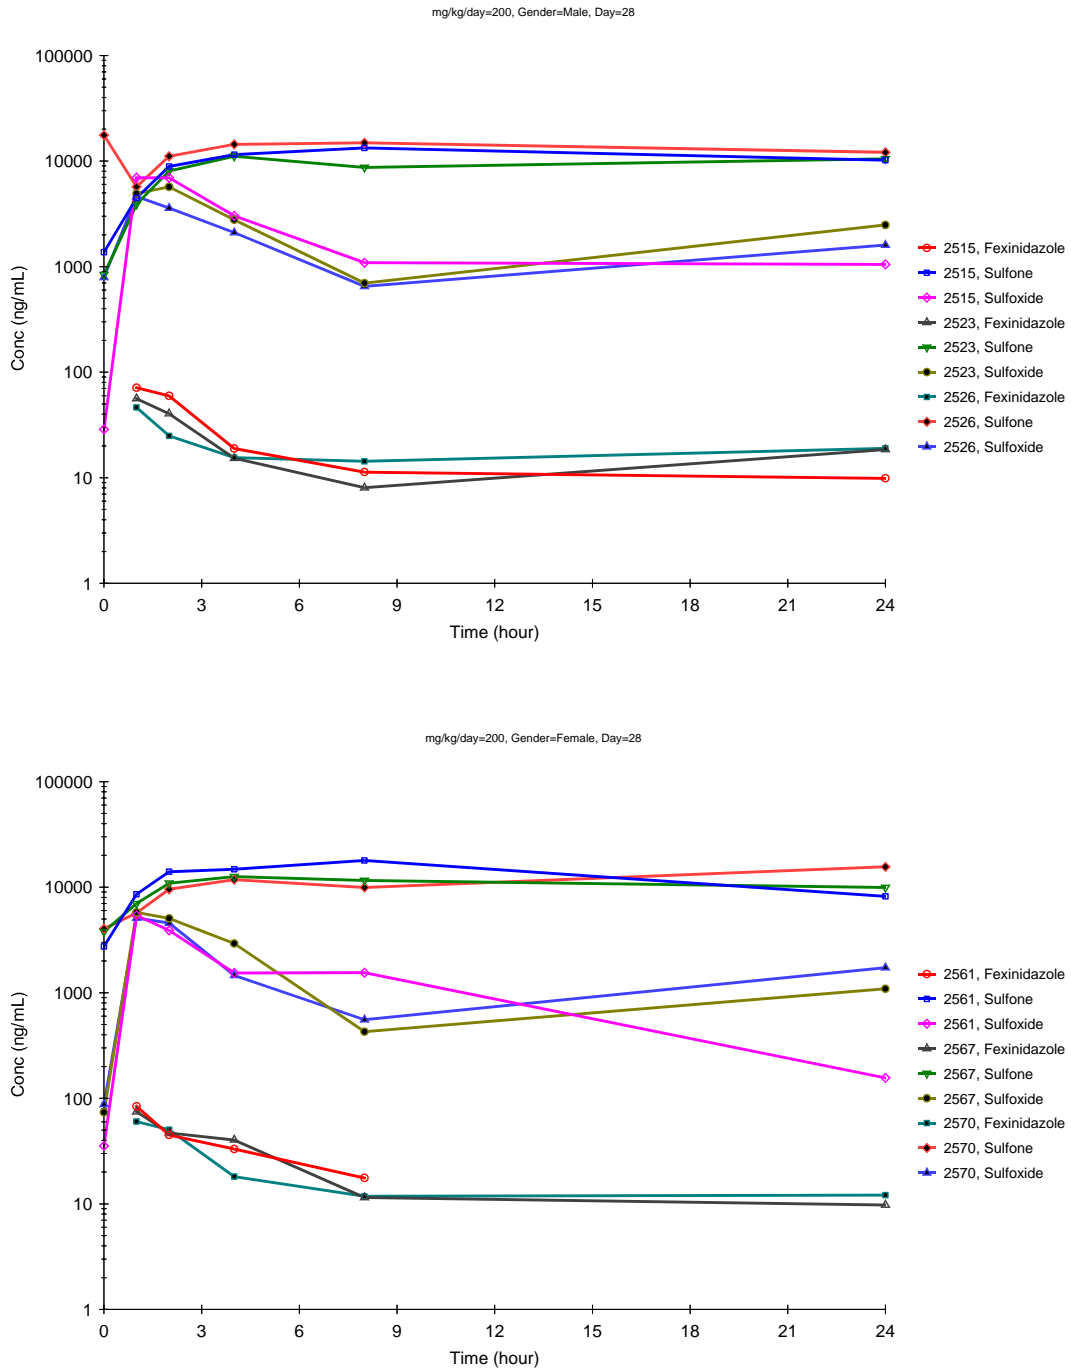 mg/kg/day=200, Gender=Male, Day=28
100000
10000
1000
100
10
1
Conc (ng/mL)
0 3 6 9 12 15 18 21 24
Time (hour)
2515, Fexinidazole
2515, Sulfone
2515, Sulfoxide
2523, Fexinidazole
2523, Sulfone
2523, Sulfoxide
2526, Fexinidazole
2526, Sulfone
2526, Sulfoxide
mg/kg/day=200, Gender=Female, Day=28
100000
10000
1000
100
10
1
Conc (ng/mL)
0 3 6 9 12 15 18 21 24
Time (hour)
2561, Fexinidazole
2561, Sulfone
2561, Sulfoxide
2567, Fexinidazole
2567, Sulfone
2567, Sulfoxide
2570, Fexinidazole
2570, Sulfone
2570, Sulfoxide